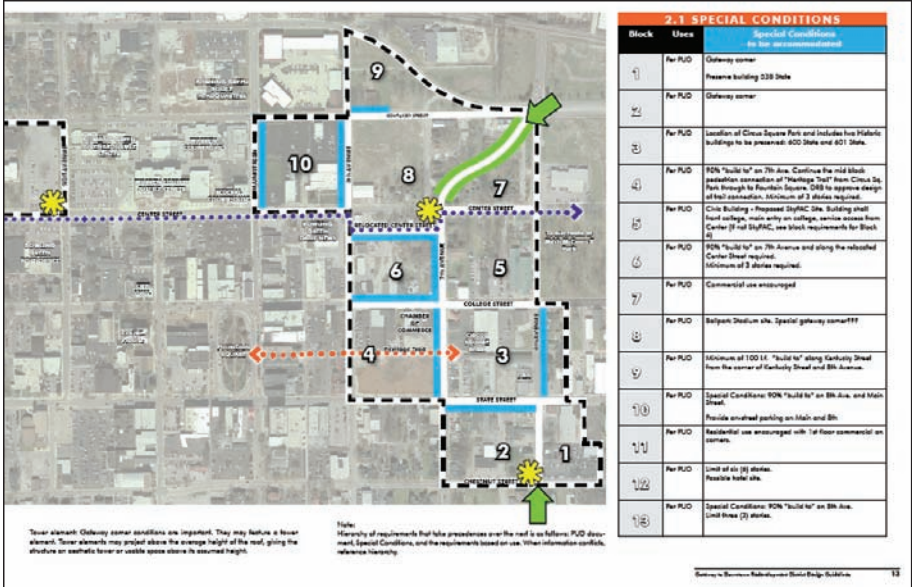 2.1 SPECIAL CONDITIONS
Block Uses Special Conditions
to be accommodated
1 Per PUD Gateway corner
Preserve building 538 State
2 Per PUD Gateway corner
3 Per PUD Location of Circus Square Park and includes two Historic
buildings to be preserved: 600 State and 601 State.
4 Per PUD 90% "build to" on 7th Ave. Continue the mid block
pedestrian connection of "Heritage Trail" from Circus Sq.
Park through to Fountain Square. DRB to approve design
of trail connection. Minimum of 3 stories required.
5 Per PUD Civic Building - Proposed SkyPAC Site. Building shall
front college, main entry on college, service access from
Center (if not SkyPAC, see block requirements for Block
4)
6 Per PUD 90% "build to" on 7th Avenue and along the relocated
Center Street required.
Minimum of 3 stories required.
7 Per PUD Commercial use encouraged
8 Per PUD Ballpark Stadium site. Special gateway corner???
9 Per PUD Minimum of 100 l.f. "build to" along Kentucky Street
from the corner of Kentucky Street and 8th Avenue.
10 Per PUD Special Conditions: 90% "build to" on 8th Ave. and Main
Street.
Provide on-street parking on Main and 8th
11 Per PUD Residential use encouraged with 1st floor commercial on
corners.
12 Per PUD Limit of six (6) stories.
Possible hotel site.
13 Per PUD Special Conditions: 90% "build to" on 8th Ave.
Limit three (3) stories.
9
KENTUCKY STREET
10
8
7
CENTER STREET
CENTER STREET
RELOCATED CENTER STREET
6
7TH AVENUE
5
COLLEGE STREET
CHAMBER
OF
COMMERCE
4
HERITAGE TRAIL
3
STATE STREET
2
1
CHESTNUT STREET
Tower element: Gateway corner conditions are important. They may feature a tower
element. Tower elements may project above the average height of the roof, giving the
structure an aesthetic tower or usable space above its assumed height.
Note:
Hierarchy of requirements that take precedences over the next is as follows: PUD docu-
ment, Special Conditions, and the requirements based on use. When information conflicts,
reference hierarchy.
Gateway to Downtown Redevelopment District Design Guidelines 13